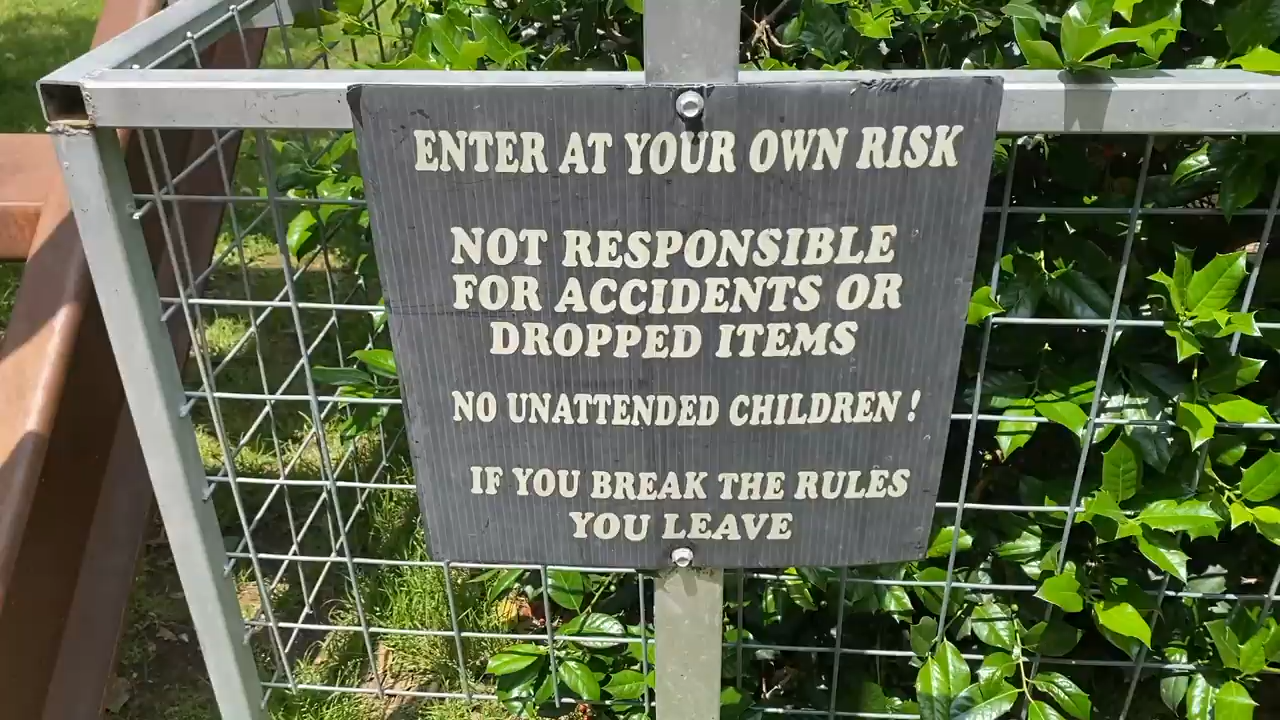 ENTER AT YOUR OWN RISK
NOT RESPONSIBLE
FOR ACCIDENTS OR
DROPPED ITEMS
NO UNATTENDED CHILDREN!
IF YOU BREAK THE RULES
YOU LEAVE